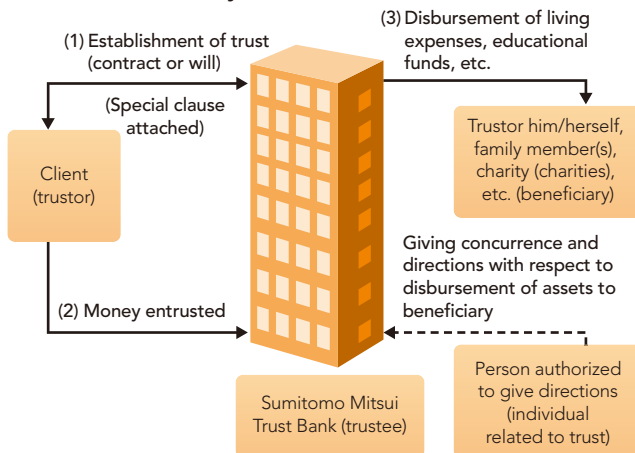 (1) Establishment of trust
(contract or will)
(Special clause
attached)
Client
(trustor)
(2) Money entrusted
(3) Disbursement of living
expenses, educational
funds, etc.
Trustor him/herself,
family member(s),
charity (charities),
etc. (beneficiary)
Giving concurrence and
directions with respect to
disbursement of assets to
beneficiary
Sumitomo Mitsui
Trust Bank (trustee)
Person authorized
to give directions
(individual
related to trust)